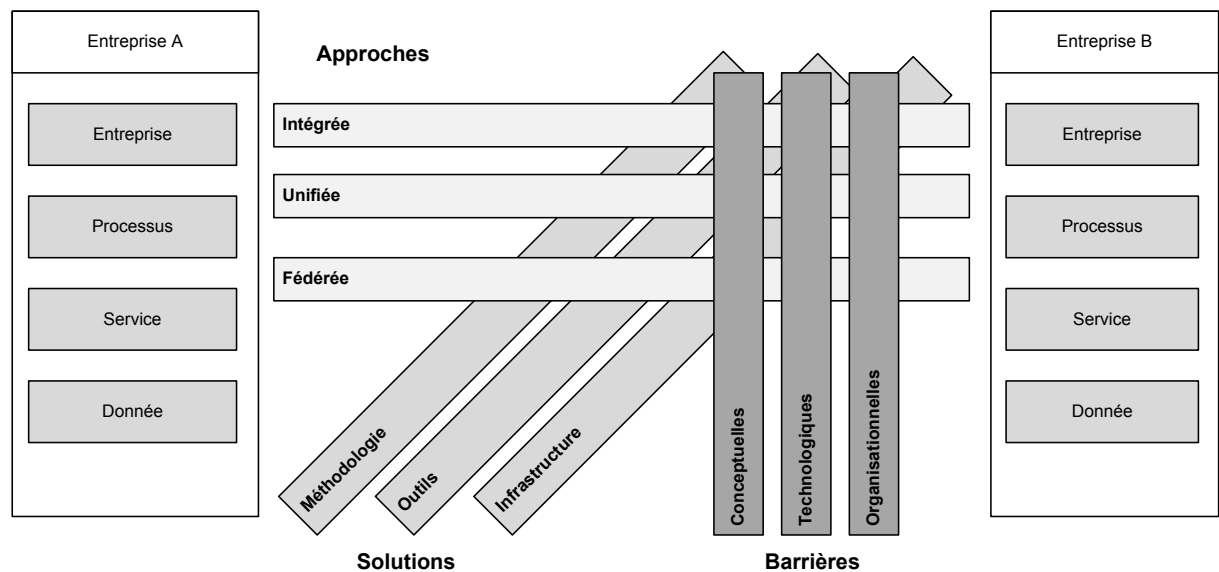 Entreprise A
Entreprise
Processus
Service
Donnée
Approches
Intégrée
Unifiée
Fédérée
Méthodologie
Outils
Infrastructure
Solutions
Conceptuelles
Technologiques
Organisationnelles
Barrières
Entreprise B
Entreprise
Processus
Service
Donnée